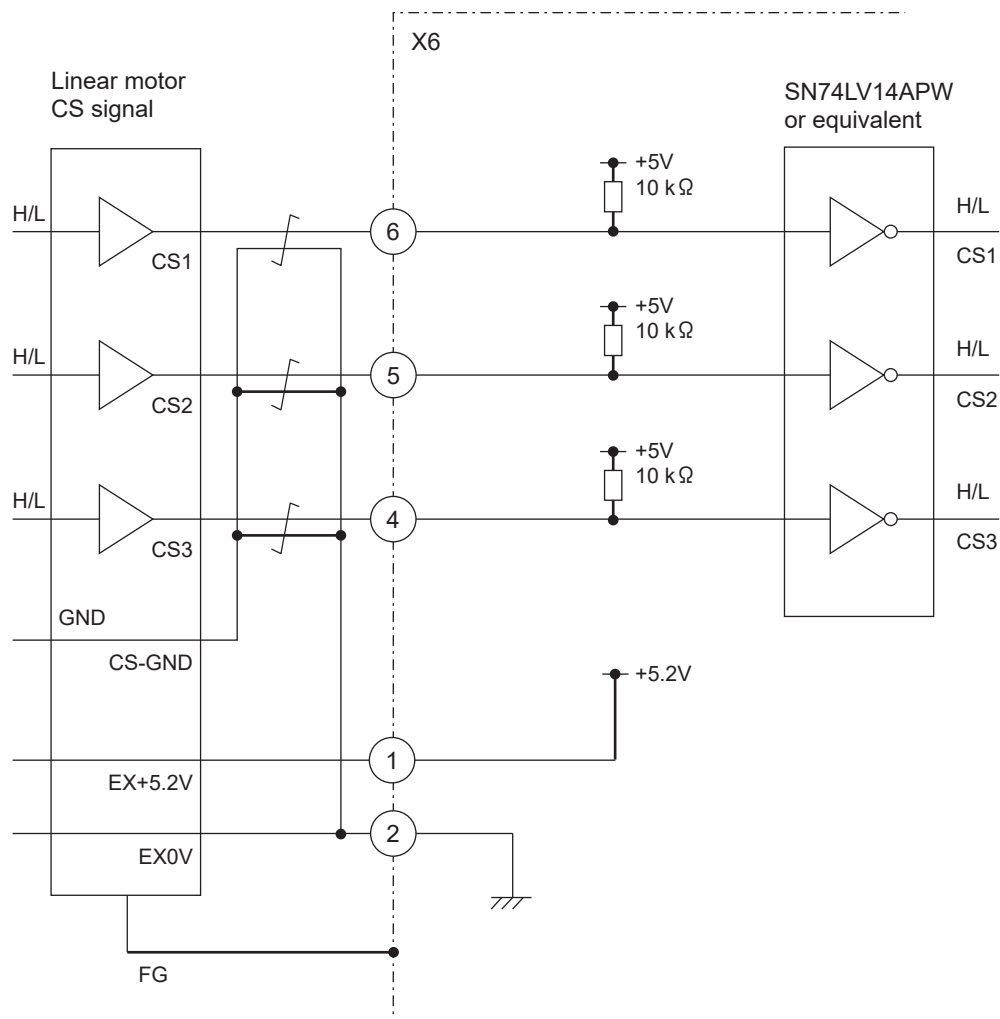 X6
Linear motor
CS signal
SN74LV14APW
or equivalent
+5V
10 kΩ
H/L
CS1
6
H/L
CS1
+5V
10 kΩ
H/L
CS2
5
H/L
CS2
+5V
10 kΩ
H/L
CS3
4
H/L
CS3
GND
CS-GND
+5.2V
1
EX+5.2V
2
EX0V
FG